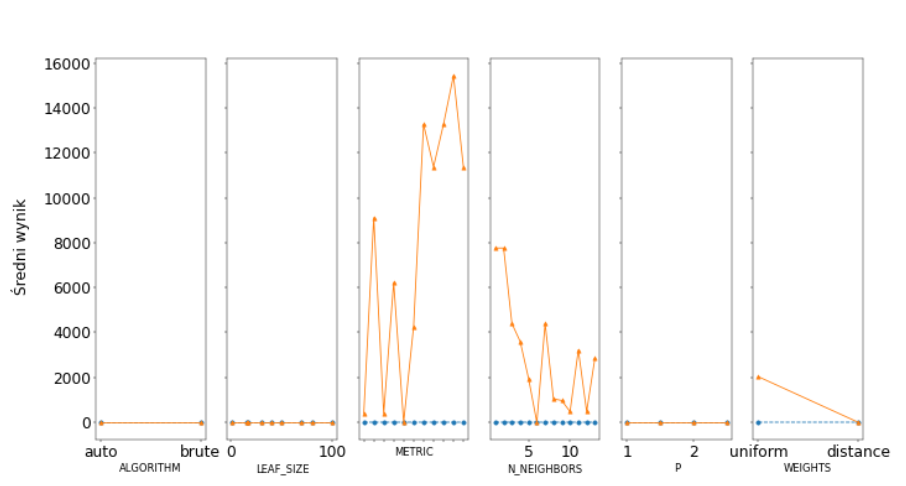 Średni wynik
16000
14000
12000
10000
8000
6000
4000
2000
0
auto brute
ALGORITHM
0 100
LEAF_SIZE
METRIC
5 10
N_NEIGHBORS
1 2
P
uniform distance
WEIGHTS